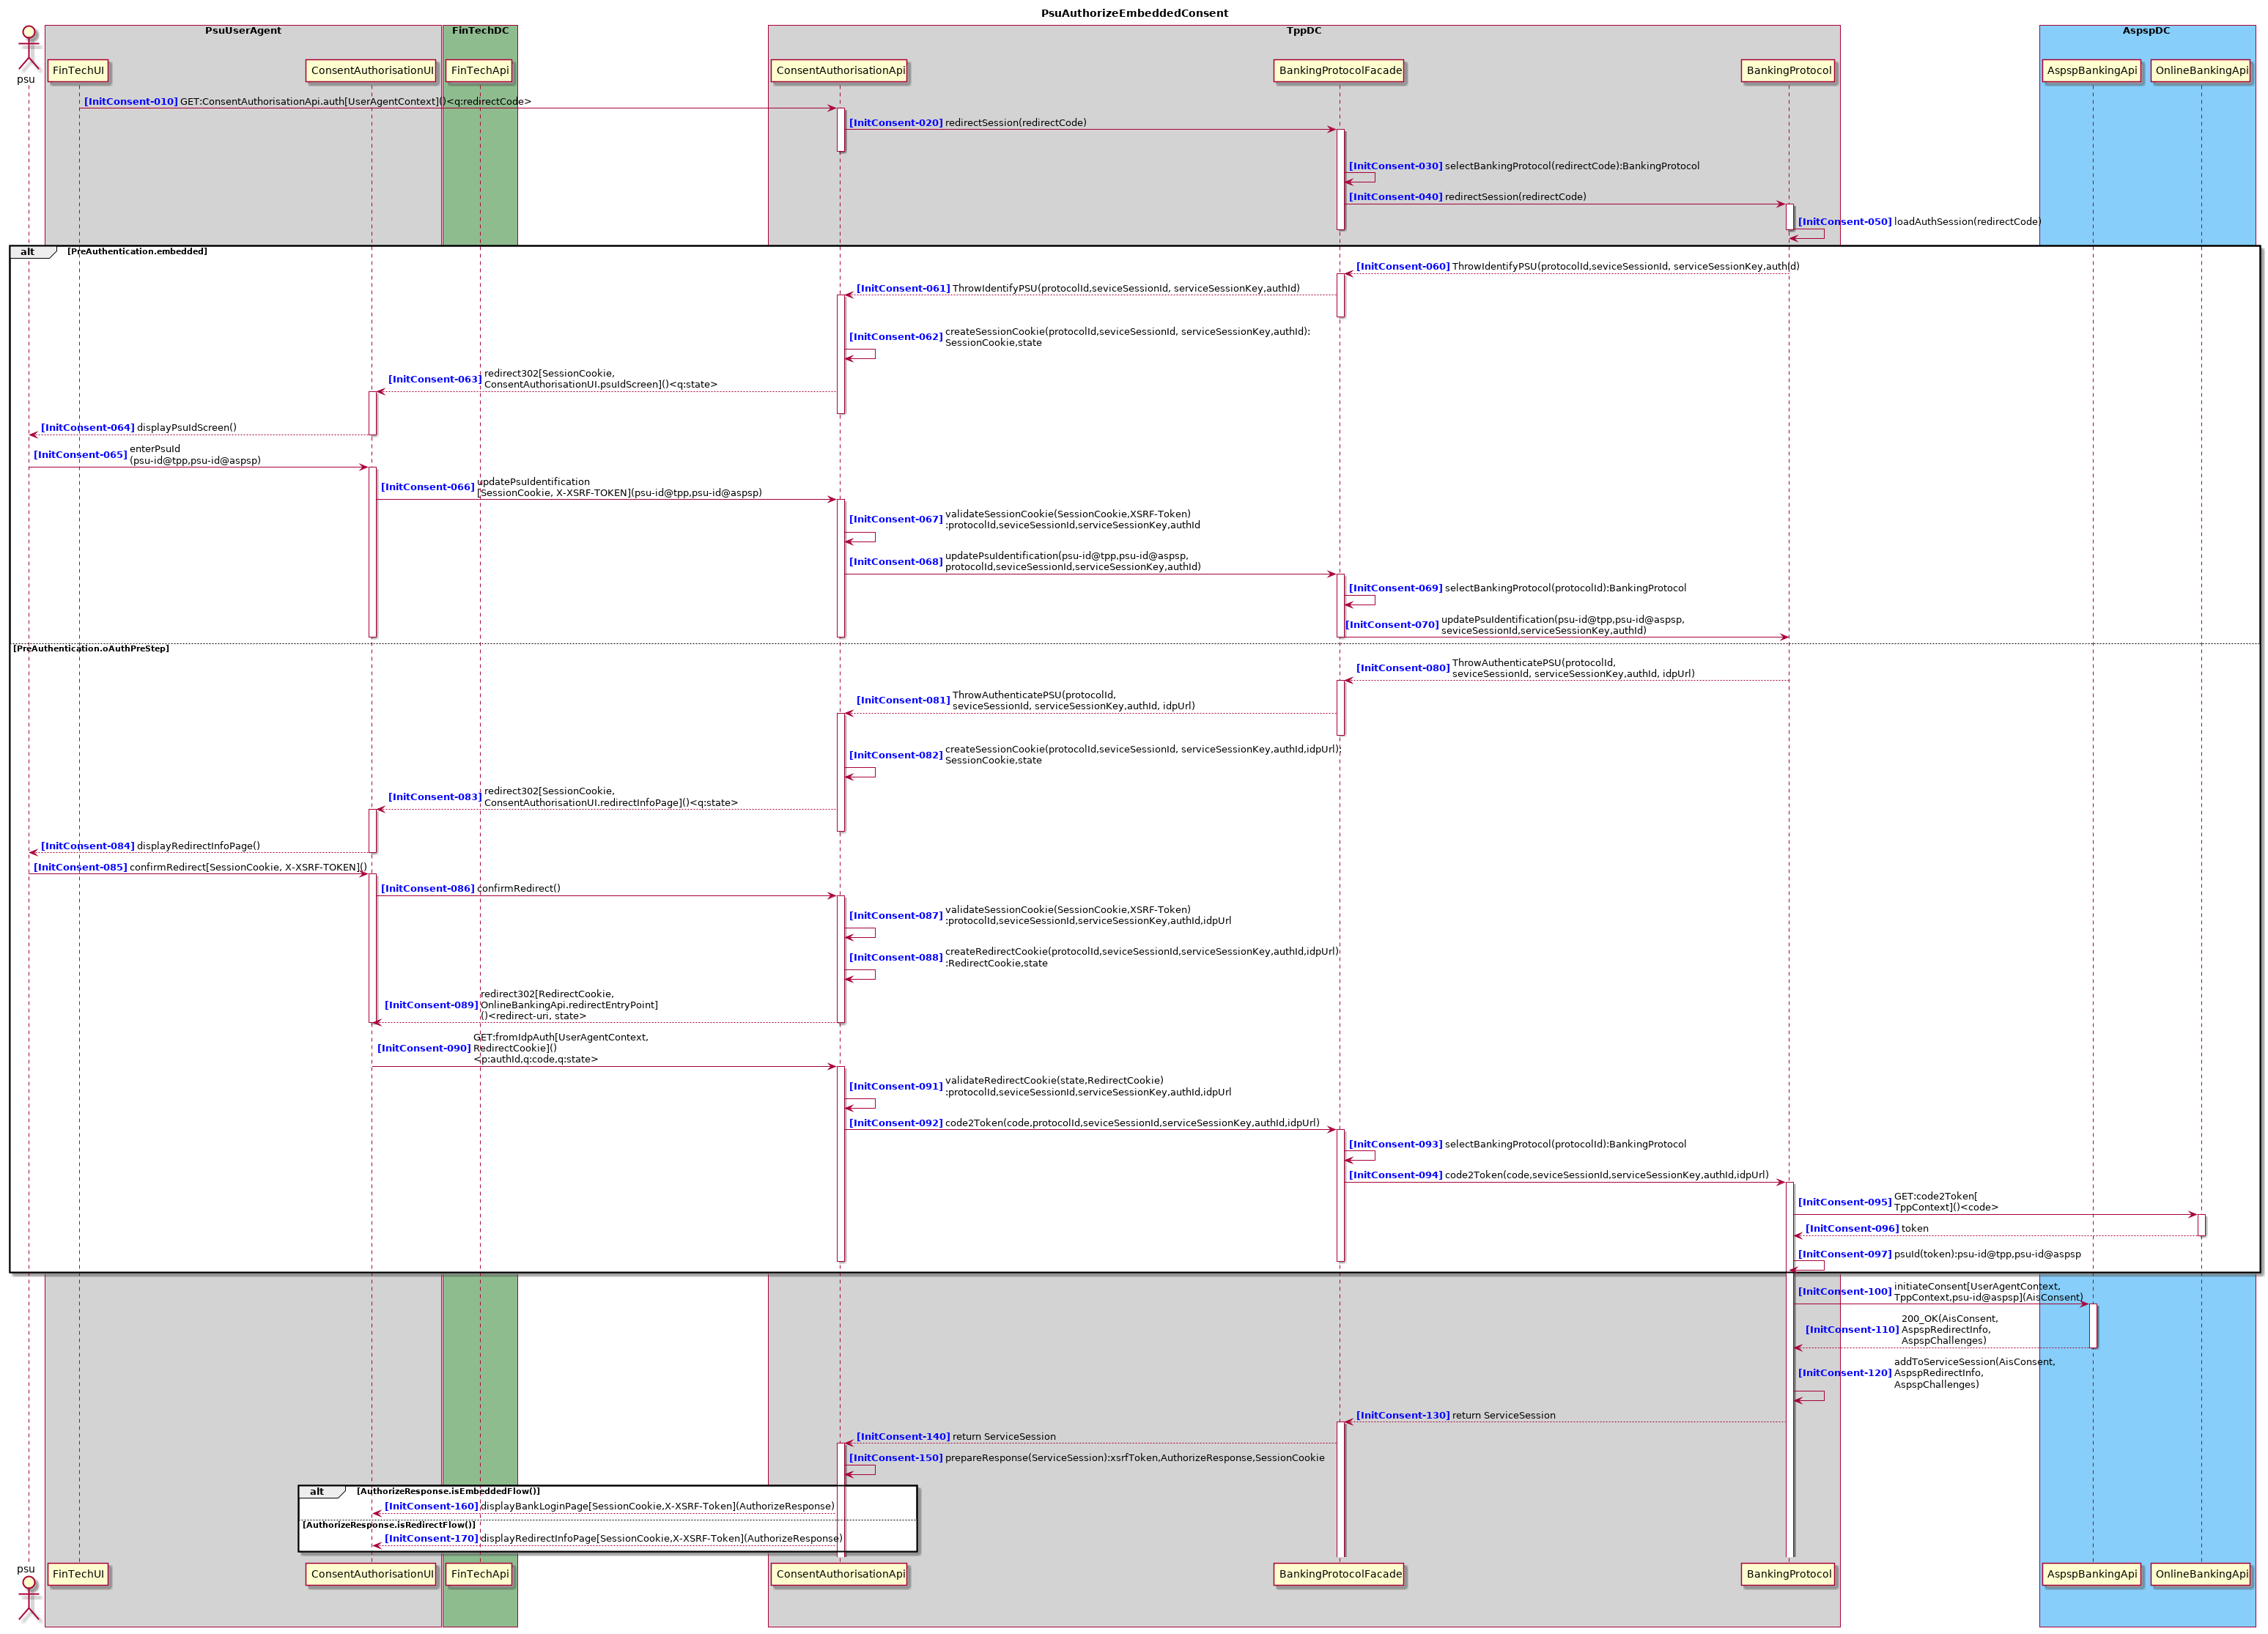 PsuAuthorizeEmbeddedConsent
PsuUserAgent
FinTechDC
TppDC
AspspDC
psu
FinTechUI
ConsentAuthorisationUI
FinTechApi
ConsentAuthorisationApi
BankingProtocolFacade
BankingProtocol
AspspBankingApi
OnlineBankingApi
[InitConsent-010] GET:ConsentAuthorisationApi.auth[UserAgentContext]()<q:redirectCode>
[InitConsent-020] redirectSession(redirectCode)
[InitConsent-030] selectBankingProtocol(redirectCode):BankingProtocol
[InitConsent-040] redirectSession(redirectCode)
[InitConsent-050] loadAuthSession(redirectCode)
alt [PreAuthentication.embedded]
[InitConsent-060] ThrowIdentifyPSU(protocolId,seviceSessionId, serviceSessionKey,authId)
[InitConsent-061] ThrowIdentifyPSU(protocolId,seviceSessionId, serviceSessionKey,authId)
[InitConsent-062] createSessionCookie(protocolId,seviceSessionId, serviceSessionKey,authId):
SessionCookie,state
[InitConsent-063] redirect302[SessionCookie,
ConsentAuthorisationUI.psuIdScreen]()<q:state>
[InitConsent-064] displayPsuIdScreen()
[InitConsent-065] enterPsuId
(psu-id@tpp,psu-id@aspsp)
[InitConsent-066] updatePsuIdentification
[SessionCookie, X-XSRF-TOKEN](psu-id@tpp,psu-id@aspsp)
[InitConsent-067] validateSessionCookie(SessionCookie,XSRF-Token)
:protocolId,seviceSessionId,serviceSessionKey,authId
[InitConsent-068] updatePsuIdentification(psu-id@tpp,psu-id@aspsp,
protocolId,seviceSessionId,serviceSessionKey,authId)
[InitConsent-069] selectBankingProtocol(protocolId):BankingProtocol
[InitConsent-070] updatePsuIdentification(psu-id@tpp,psu-id@aspsp,
seviceSessionId,serviceSessionKey,authId)
[PreAuthentication.oAuthPreStep]
[InitConsent-080] ThrowAuthenticatePSU(protocolId,
seviceSessionId, serviceSessionKey,authId, idpUrl)
[InitConsent-081] ThrowAuthenticatePSU(protocolId,
seviceSessionId, serviceSessionKey,authId, idpUrl)
[InitConsent-082] createSessionCookie(protocolId,seviceSessionId, serviceSessionKey,authId,idpUrl):
SessionCookie,state
[InitConsent-083] redirect302[SessionCookie,
ConsentAuthorisationUI.redirectInfoPage]()<q:state>
[InitConsent-084] displayRedirectInfoPage()
[InitConsent-085] confirmRedirect[SessionCookie, X-XSRF-TOKEN]()
[InitConsent-086] confirmRedirect()
[InitConsent-087] validateSessionCookie(SessionCookie,XSRF-Token)
:protocolId,seviceSessionId,serviceSessionKey,authId,idpUrl
[InitConsent-088] createRedirectCookie(protocolId,seviceSessionId,serviceSessionKey,authId,idpUrl)
:RedirectCookie,state
[InitConsent-089] redirect302[RedirectCookie,
OnlineBankingApi.redirectEntryPoint]
()<redirect-uri, state>
[InitConsent-090] GET:fromIdpAuth[UserAgentContext,
RedirectCookie]()
<p:authId,q:code,q:state>
[InitConsent-091] validateRedirectCookie(state,RedirectCookie)
:protocolId,seviceSessionId,serviceSessionKey,authId,idpUrl
[InitConsent-092] code2Token(code,protocolId,seviceSessionId,serviceSessionKey,authId,idpUrl)
[InitConsent-093] selectBankingProtocol(protocolId):BankingProtocol
[InitConsent-094] code2Token(code,seviceSessionId,serviceSessionKey,authId,idpUrl)
[InitConsent-095] GET:code2Token[
TppContext]()<code>
[InitConsent-096] token
[InitConsent-097] psuId(token):psu-id@tpp,psu-id@aspsp
[InitConsent-100] initiateConsent[UserAgentContext,
TppContext,psu-id@aspsp](AisConsent)
[InitConsent-110] 200_OK(AisConsent,
AspspRedirectInfo,
AspspChallenges)
[InitConsent-120] addToServiceSession(AisConsent,
AspspRedirectInfo,
AspspChallenges)
[InitConsent-130] return ServiceSession
[InitConsent-140] return ServiceSession
[InitConsent-150] prepareResponse(ServiceSession):xsrfToken,AuthorizeResponse,SessionCookie
alt [AuthorizeResponse.isEmbeddedFlow()]
[InitConsent-160] displayBankLoginPage[SessionCookie,X-XSRF-Token](AuthorizeResponse)
[AuthorizeResponse.isRedirectFlow()]
[InitConsent-170] displayRedirectInfoPage[SessionCookie,X-XSRF-Token](AuthorizeResponse)
psu
FinTechUI
ConsentAuthorisationUI
FinTechApi
ConsentAuthorisationApi
BankingProtocolFacade
BankingProtocol
AspspBankingApi
OnlineBankingApi